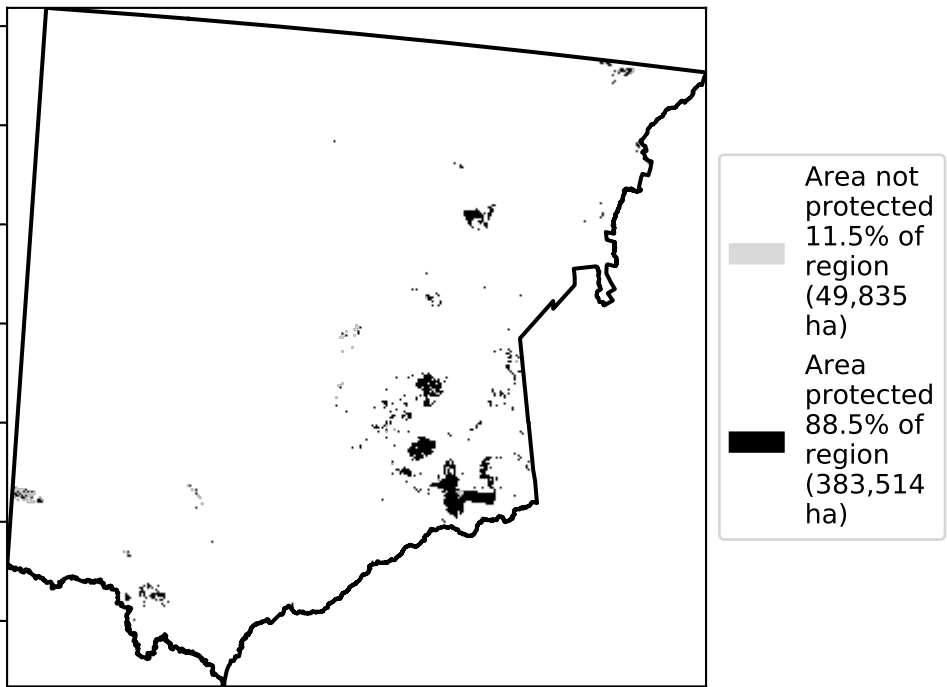 Area not
protected
11.5% of
region
(49,835
ha)
Area
protected
88.5% of
region
(383,514
ha)